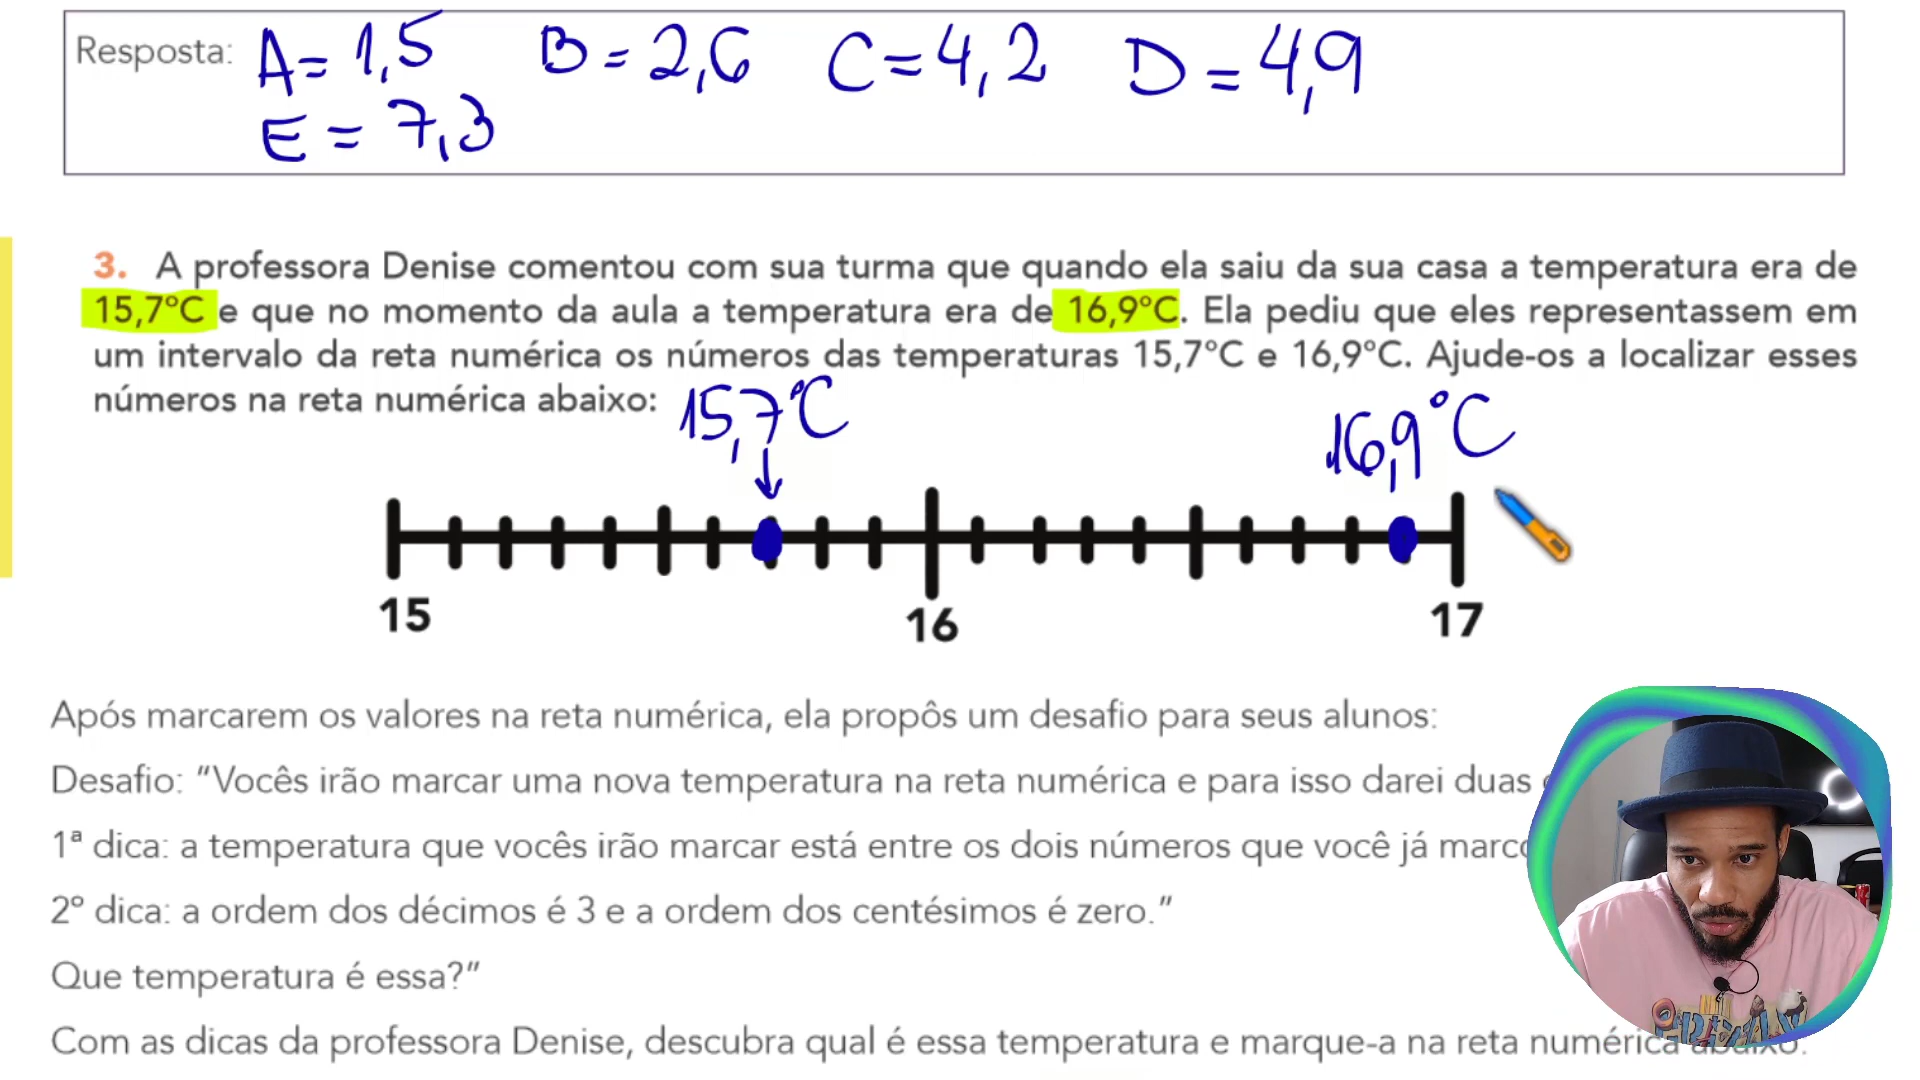 Resposta: A = 1,5 B = 2,6 C = 4,2 D = 4,9
E = 7,3
3. A professora Denise comentou com sua turma que quando ela saiu da sua casa a temperatura era de
15,7°C e que no momento da aula a temperatura era de 16,9°C. Ela pediu que eles representassem em
um intervalo da reta numérica os números das temperaturas 15,7°C e 16,9°C. Ajude-os a localizar esses
números na reta numérica abaixo:
15,7°C 16,9°C
15 16 17
Após marcarem os valores na reta numérica, ela propôs um desafio para seus alunos:
Desafio: "Vocês irão marcar uma nova temperatura na reta numérica e para isso darei duas
1ª dica: a temperatura que vocês irão marcar está entre os dois números que você já marco
2º dica: a ordem dos décimos é 3 e a ordem dos centésimos é zero."
Que temperatura é essa?"
Com as dicas da professora Denise, descubra qual é essa temperatura e marque-a na reta numérica abaixo.